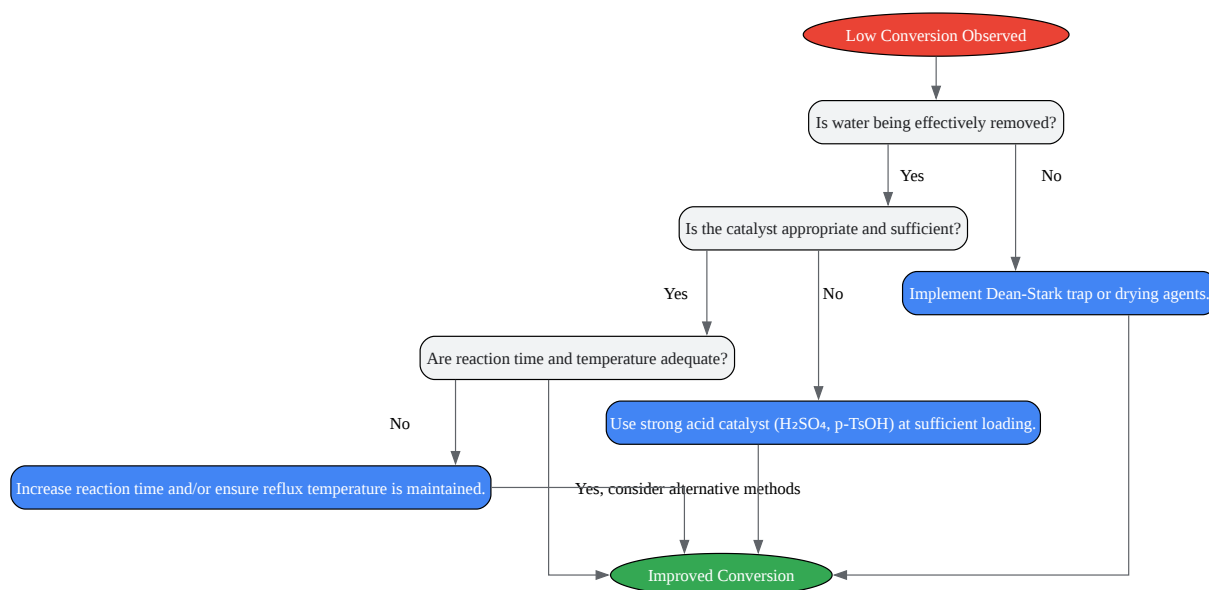 Low Conversion Observed
Is water being effectively removed?
Yes
No
Is the catalyst appropriate and sufficient?
Yes
No
Implement Dean-Stark trap or drying agents.
Are reaction time and temperature adequate?
No
Use strong acid catalyst (H₂SO₄, p-TsOH) at sufficient loading.
Increase reaction time and/or ensure reflux temperature is maintained.
Yes, consider alternative methods
Improved Conversion